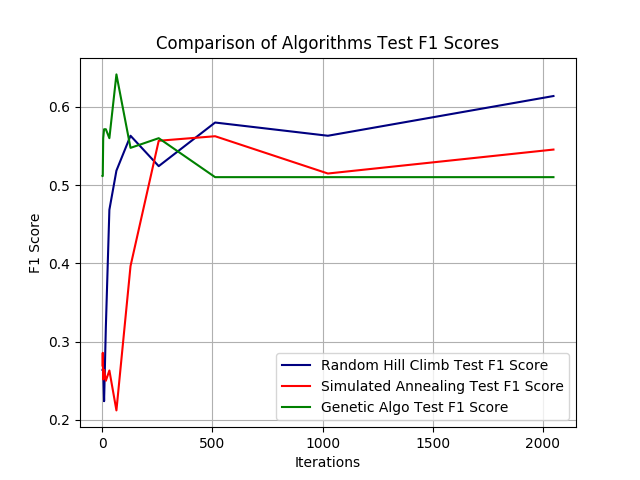 Comparison of Algorithms Test F1 Scores
0.6
0.5
0.4
0.3
0.2
F1 Score
Random Hill Climb Test F1 Score
Simulated Annealing Test F1 Score
Genetic Algo Test F1 Score
0 500 1000 1500 2000
Iterations